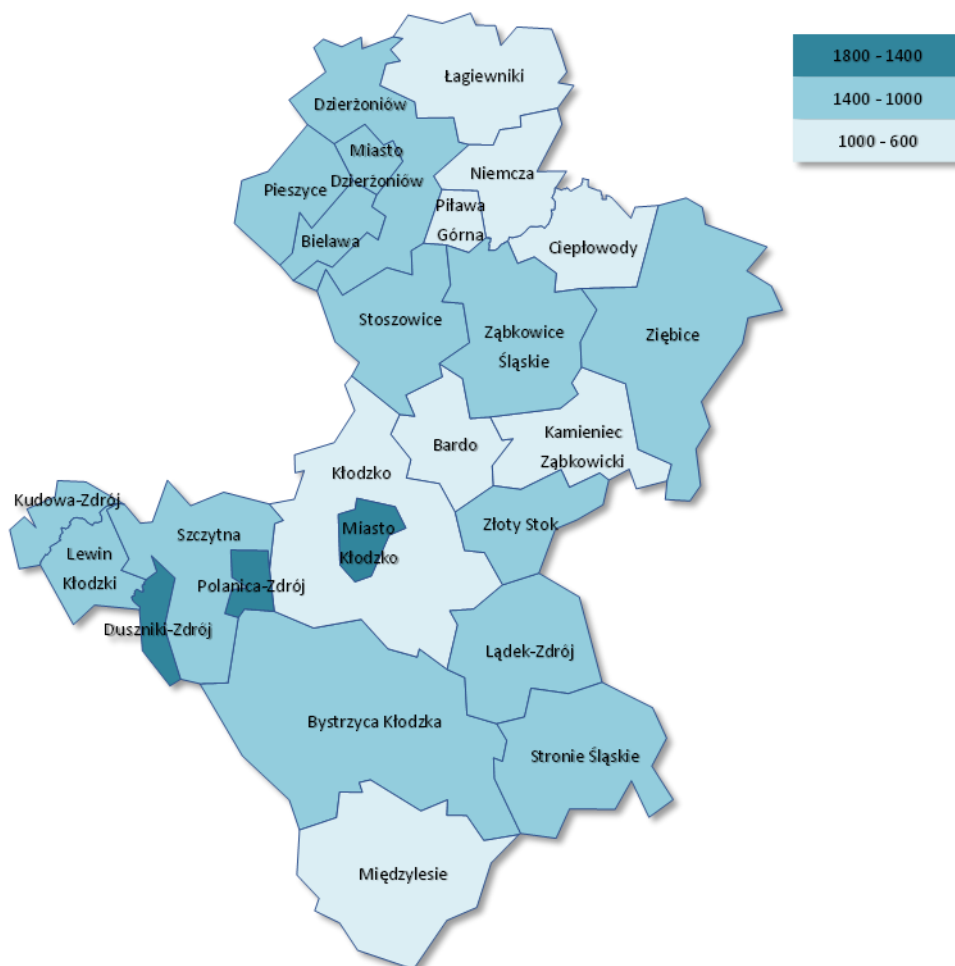 1800 - 1400
1400 - 1000
1000 - 600
Łagiewniki
Dzierżoniów
Miasto
Dzierżoniów
Niemcza
Pieszyce
Piława
Górna
Bielawa
Ciepłowody
Stoszowice
Ząbkowice
Śląskie
Ziębice
Kamieniec
Ząbkowicki
Bardo
Kłodzko
Kudowa-Zdrój
Szczytna
Miasto
Kłodzko
Złoty Stok
Lewin
Kłodzki
Polanica-Zdrój
Duszniki-Zdrój
Lądek-Zdrój
Bystrzyca Kłodzka
Stronie Śląskie
Międzylesie